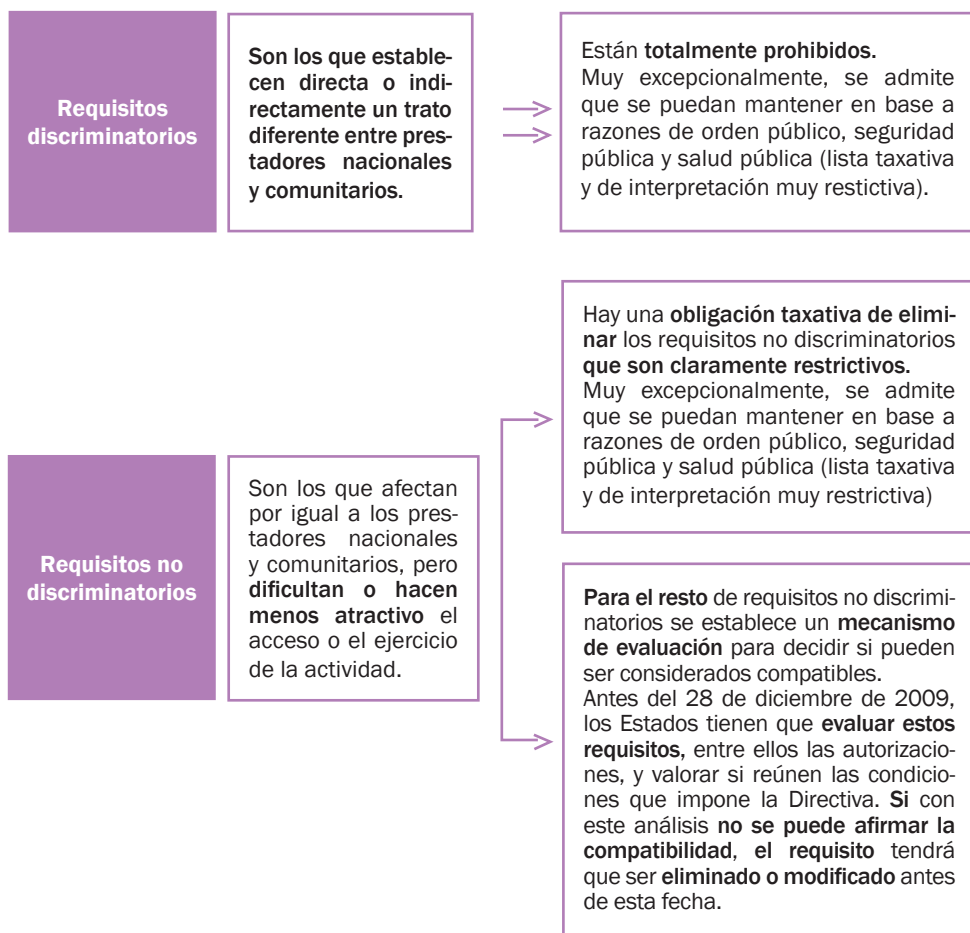 Requisitos
discriminatorios
Son los que estable-
cen directa o indi-
rectamente un trato
diferente entre pres-
tadores nacionales
y comunitarios.
Están totalmente prohibidos.
Muy excepcionalmente, se admite
que se puedan mantener en base a
razones de orden público, seguridad
pública y salud pública (lista taxativa
y de interpretación muy restictiva).
Requisitos no
discriminatorios
Son los que afectan
por igual a los pres-
tadores nacionales
y comunitarios, pero
dificultan o hacen
menos atractivo el
acceso o el ejercicio
de la actividad.
Hay una obligación taxativa de elimi-
nar los requisitos no discriminatorios
que son claramente restrictivos.
Muy excepcionalmente, se admite
que se puedan mantener en base a
razones de orden público, seguridad
pública y salud pública (lista taxativa
y de interpretación muy restrictiva)
Para el resto de requisitos no discrimi-
natorios se establece un mecanismo
de evaluación para decidir si pueden
ser considerados compatibles.
Antes del 28 de diciembre de 2009,
los Estados tienen que evaluar estos
requisitos, entre ellos las autorizacio-
nes, y valorar si reúnen las condicio-
nes que impone la Directiva. Si con
este análisis no se puede afirmar la
compatibilidad, el requisito tendrá
que ser eliminado o modificado antes
de esta fecha.